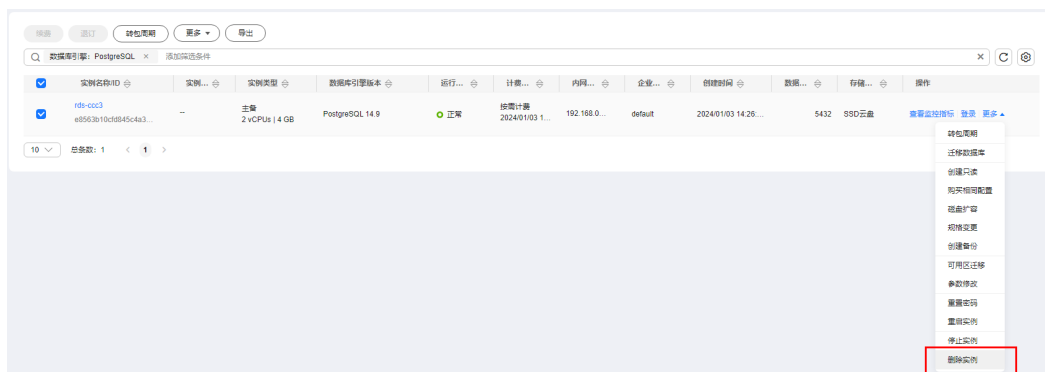 续费 退订 转包周期 更多 导出
数据库引擎: PostgreSQL × 添加筛选条件
实例名称/ID 实例... 实例类型 数据库引擎版本 运行... 计费... 内网... 企业... 创建时间 数据... 存储... 操作
rds-ccc3 主备 按需计费
e8563b10cfd845c4a3... -- 2 vCPUs | 4 GB PostgreSQL 14.9 正常 2024/01/03 1... 192.168.0... default 2024/01/03 14:26:... 5432 SSD云盘 查看监控指标 登录 更多
10 总条数: 1 < 1 >
转包周期
迁移数据库
创建只读
购买相同配置
磁盘扩容
规格变更
创建备份
可用区迁移
参数修改
重置密码
重启实例
停止实例
删除实例